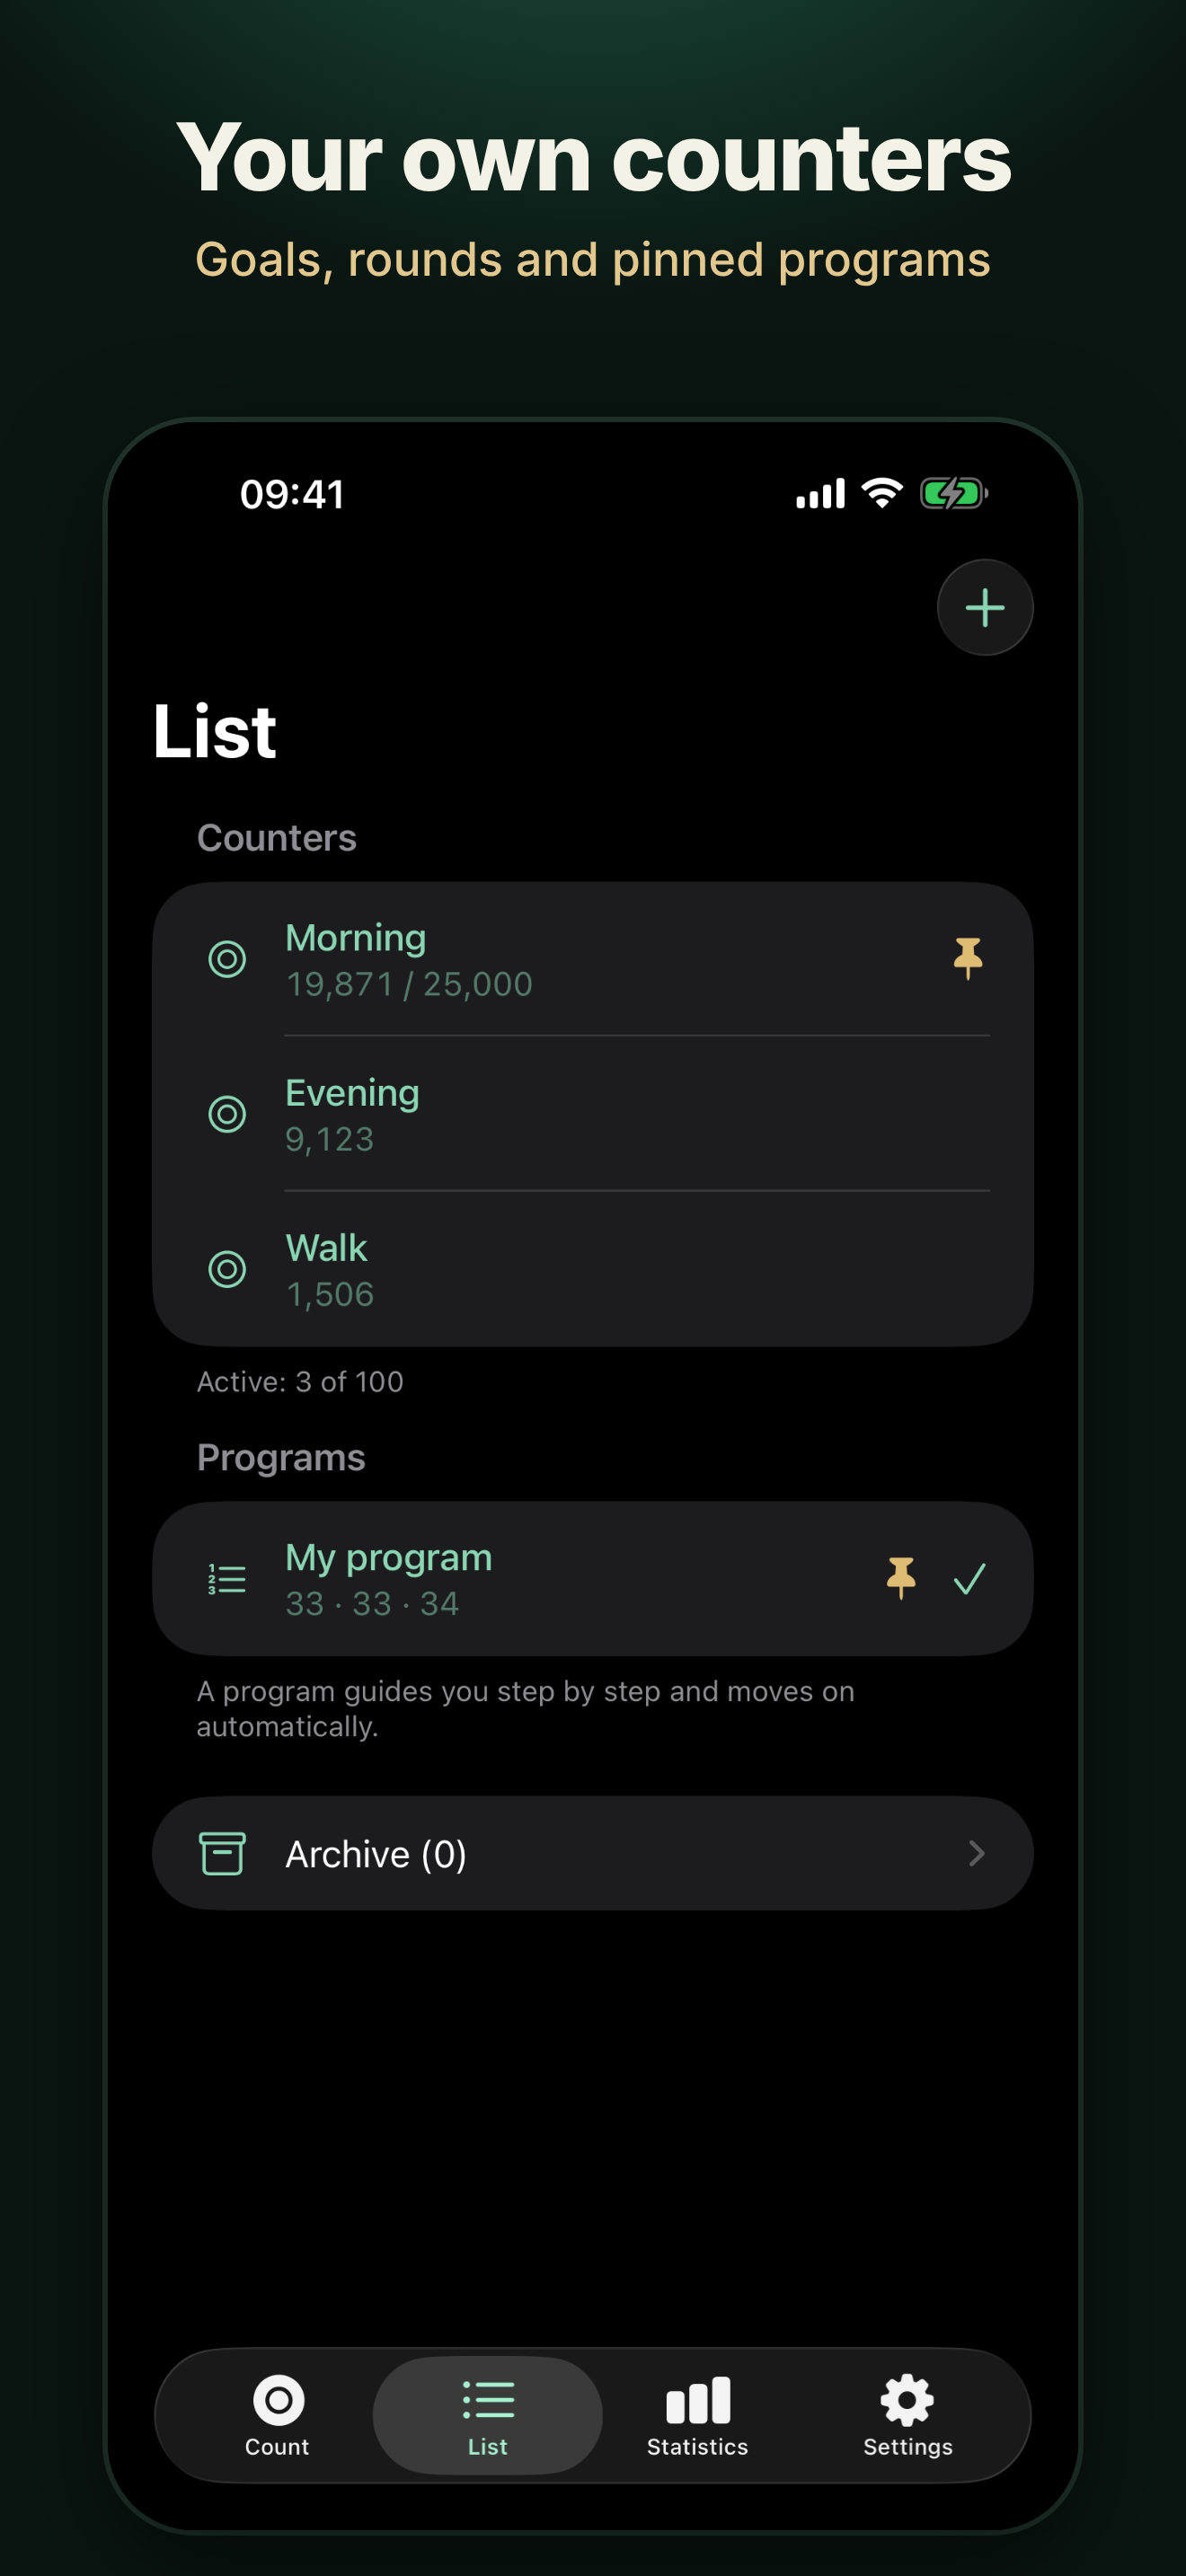 Your own counters
Goals, rounds and pinned programs
09:41
List
Counters
Morning
19,871 / 25,000
Evening
9,123
Walk
1,506
Active: 3 of 100
Programs
My program
33 · 33 · 34
A program guides you step by step and moves on
automatically.
Archive (0)
Count
List
Statistics
Settings